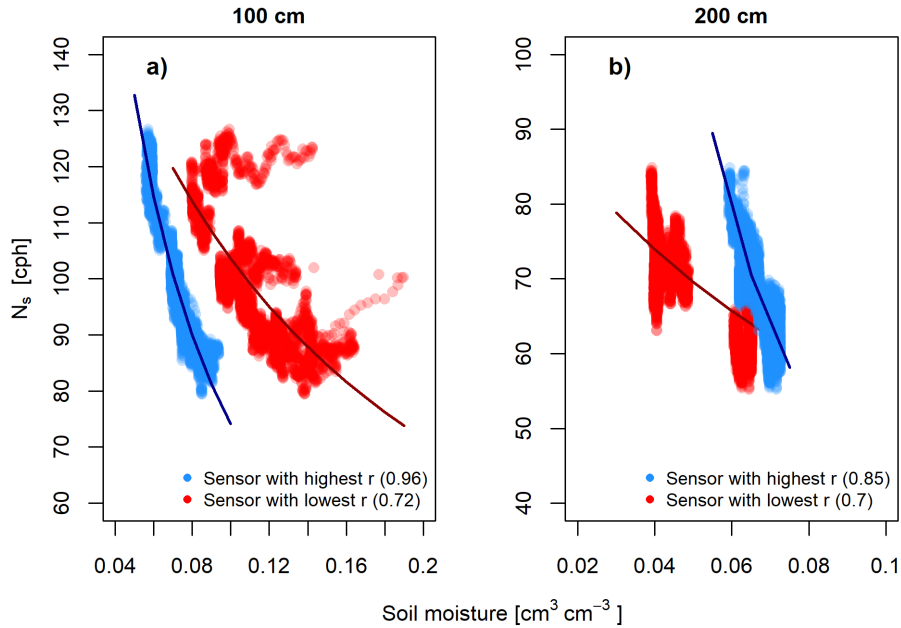 100 cm
200 cm
a)
b)
140
130
120
110
100
90
80
70
60
100
90
80
70
60
50
40
N_s [cph]
Sensor with highest r (0.96)
Sensor with lowest r (0.72)
Sensor with highest r (0.85)
Sensor with lowest r (0.7)
0.04 0.08 0.12 0.16 0.2
0.02 0.04 0.06 0.08 0.1
Soil moisture [cm³ cm⁻³ ]